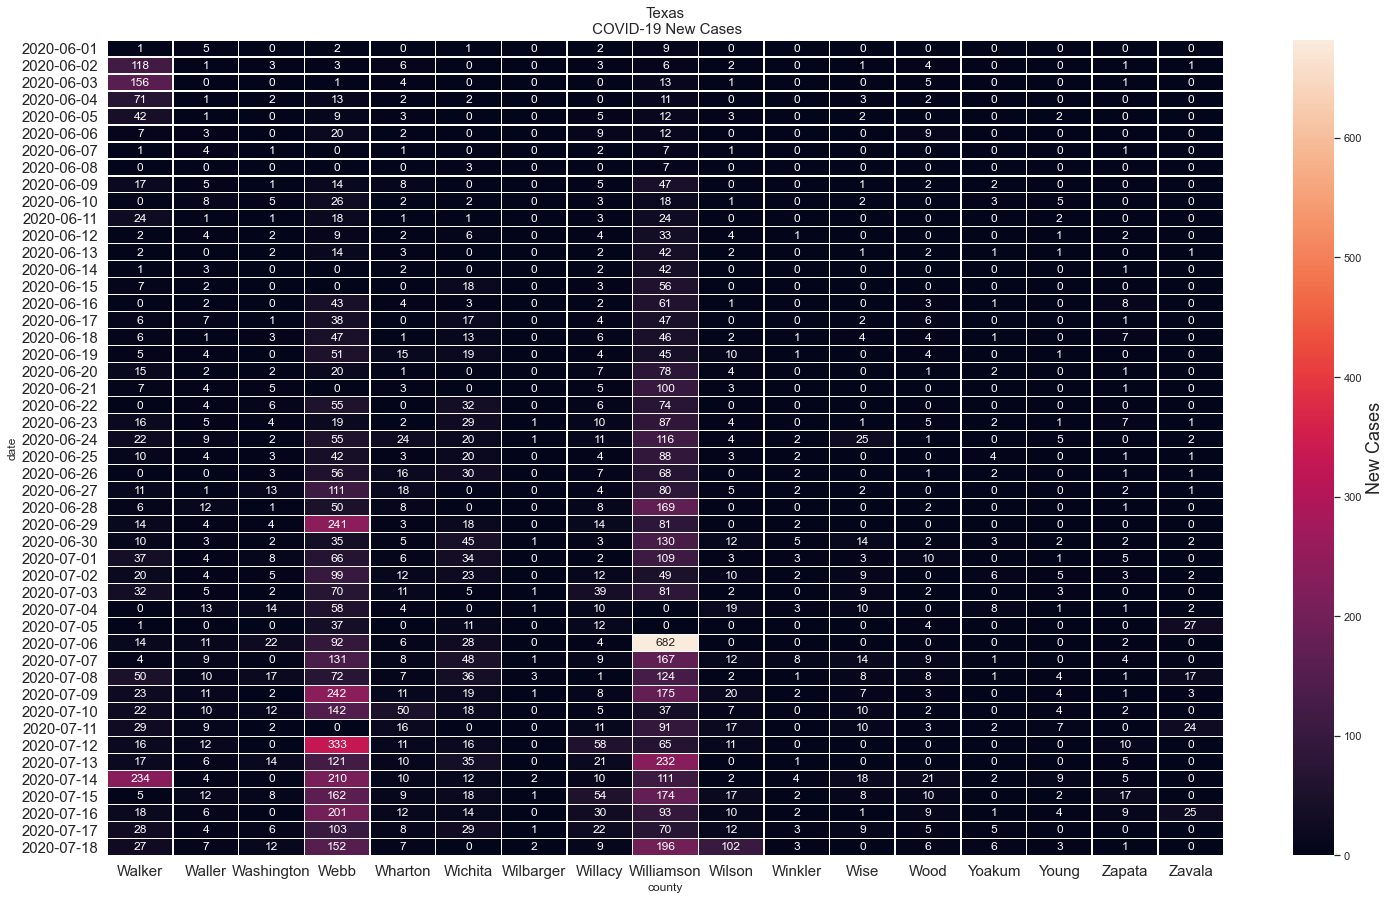 Texas
COVID-19 New Cases
2020-06-01 1 5 0 2 0 1 0 2 9 0 0 0 0 0 0 0 0
2020-06-02 118 1 3 3 6 0 0 3 6 2 0 1 4 0 0 1 1
2020-06-03 156 0 0 1 4 0 0 0 13 1 0 0 5 0 0 1 0
2020-06-04 71 1 2 13 2 2 0 0 11 0 0 3 2 0 0 0 0
2020-06-05 42 1 0 9 3 0 0 5 12 3 0 2 0 0 2 0 0
2020-06-06 7 3 0 20 2 0 0 9 12 0 0 0 9 0 0 0 0
2020-06-07 1 4 1 0 1 0 0 2 7 1 0 0 0 0 0 1 0
2020-06-08 0 0 0 0 0 3 0 0 7 0 0 0 0 0 0 0 0
2020-06-09 17 5 1 14 8 0 0 5 47 0 0 1 2 2 0 0 0
2020-06-10 0 8 5 26 2 2 0 3 18 1 0 2 0 3 5 0 0
2020-06-11 24 1 1 18 1 1 0 3 24 0 0 0 0 0 2 0 0
2020-06-12 2 4 2 9 2 6 0 4 33 4 1 0 0 0 1 2 0
2020-06-13 2 0 2 14 3 0 0 2 42 2 0 1 2 1 1 0 1
2020-06-14 1 3 0 0 2 0 0 2 42 0 0 0 0 0 0 1 0
2020-06-15 7 2 0 0 0 18 0 3 56 0 0 0 0 0 0 0 0
2020-06-16 0 2 0 43 4 3 0 2 61 1 0 0 3 1 0 8 0
2020-06-17 6 7 1 38 0 17 0 4 47 0 0 2 6 0 0 1 0
2020-06-18 6 1 3 47 1 13 0 6 46 2 1 4 4 1 0 7 0
2020-06-19 5 4 0 51 15 19 0 4 45 10 1 0 4 0 1 0 0
2020-06-20 15 2 2 20 1 0 0 7 78 4 0 0 1 2 0 1 0
2020-06-21 7 4 5 0 3 0 0 5 100 3 0 0 0 0 0 1 0
2020-06-22 0 4 6 55 0 32 0 6 74 0 0 0 0 0 0 0 0
2020-06-23 16 5 4 19 2 29 1 10 87 4 0 1 5 2 1 7 1
2020-06-24 22 9 2 55 24 20 1 11 116 4 2 25 1 0 5 0 2
2020-06-25 10 4 3 42 3 20 0 4 88 3 2 0 0 4 0 1 1
2020-06-26 0 0 3 56 16 30 0 7 68 0 2 0 1 2 0 1 1
2020-06-27 11 1 13 111 18 0 0 4 80 5 2 2 0 0 0 2 1
2020-06-28 6 12 1 50 8 0 0 8 169 0 0 0 2 0 0 1 0
2020-06-29 14 4 4 241 3 18 0 14 81 0 2 0 0 0 0 0 0
2020-06-30 10 3 2 35 5 45 1 3 130 12 5 14 2 3 2 2 2
2020-07-01 37 4 8 66 6 34 0 2 109 3 3 3 10 0 1 5 0
2020-07-02 20 4 5 99 12 23 0 12 49 10 2 9 0 6 5 3 2
2020-07-03 32 5 2 70 11 5 1 39 81 2 0 9 2 0 3 0 0
2020-07-04 0 13 14 58 4 0 1 10 0 19 3 10 0 8 1 1 2
2020-07-05 1 0 0 37 0 11 0 12 0 0 0 0 4 0 0 0 27
2020-07-06 14 11 22 92 6 28 0 4 682 0 0 0 0 0 0 2 0
2020-07-07 4 9 0 131 8 48 1 9 167 12 8 14 9 1 0 4 0
2020-07-08 50 10 17 72 7 36 3 1 124 2 1 8 8 1 4 1 17
2020-07-09 23 11 2 242 11 19 1 8 175 20 2 7 3 0 4 1 3
2020-07-10 22 10 12 142 50 18 0 5 37 7 0 10 2 0 4 2 0
2020-07-11 29 9 2 0 16 0 0 11 91 17 0 10 3 2 7 0 24
2020-07-12 16 12 0 333 11 16 0 58 65 11 0 0 0 0 0 10 0
2020-07-13 17 6 14 121 10 35 0 21 232 0 1 0 0 0 0 5 0
2020-07-14 234 4 0 210 10 12 2 10 111 2 4 18 21 2 9 5 0
2020-07-15 5 12 8 162 9 18 1 54 174 17 2 8 10 0 2 17 0
2020-07-16 18 6 0 201 12 14 0 30 93 10 2 1 9 1 4 9 25
2020-07-17 28 4 6 103 8 29 1 22 70 12 3 9 5 5 0 0 0
2020-07-18 27 7 12 152 7 0 2 9 196 102 3 0 6 6 3 1 0
Walker Waller Washington Webb Wharton Wichita Wilbarger Willacy Williamson Wilson Winkler Wise Wood Yoakum Young Zapata Zavala
county
date
600
400
300
200
100
0
New Cases